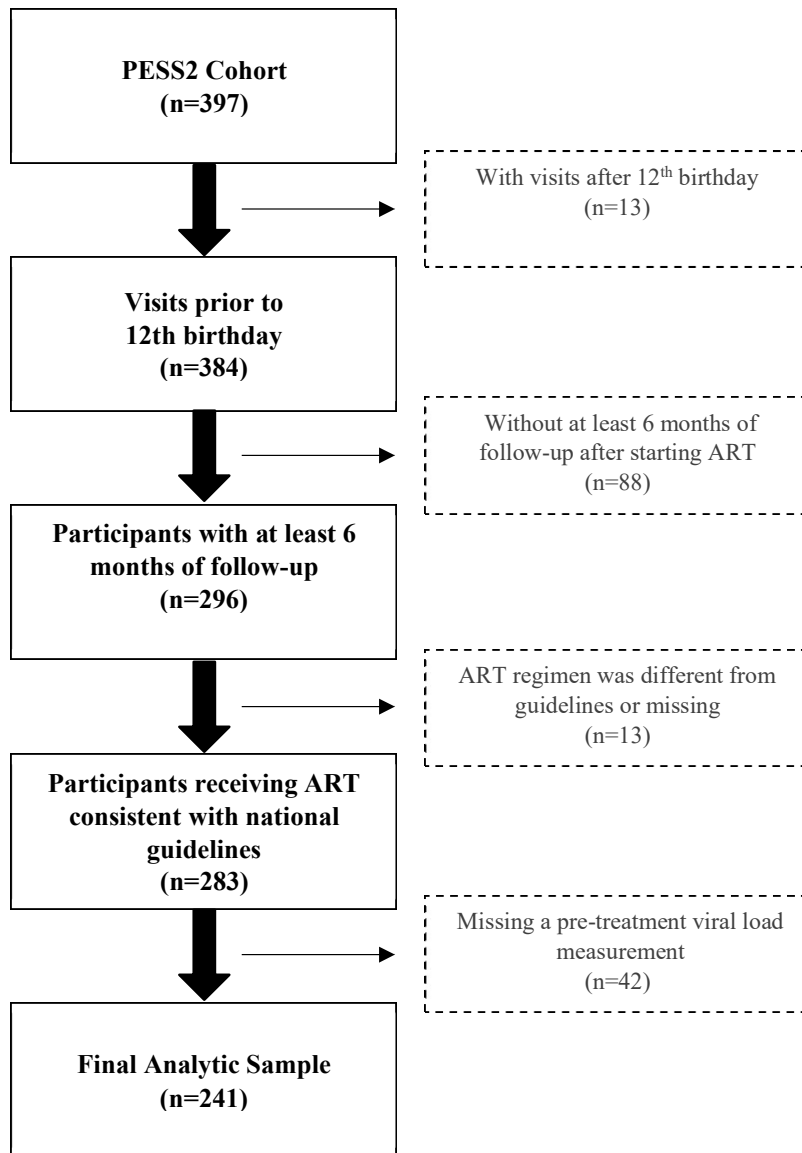 PESS2 Cohort
(n=397)
With visits after 12th birthday
(n=13)
Visits prior to
12th birthday
(n=384)
Without at least 6 months of
follow-up after starting ART
(n=88)
Participants with at least 6
months of follow-up
(n=296)
ART regimen was different from
guidelines or missing
(n=13)
Participants receiving ART
consistent with national
guidelines
(n=283)
Missing a pre-treatment viral load
measurement
(n=42)
Final Analytic Sample
(n=241)